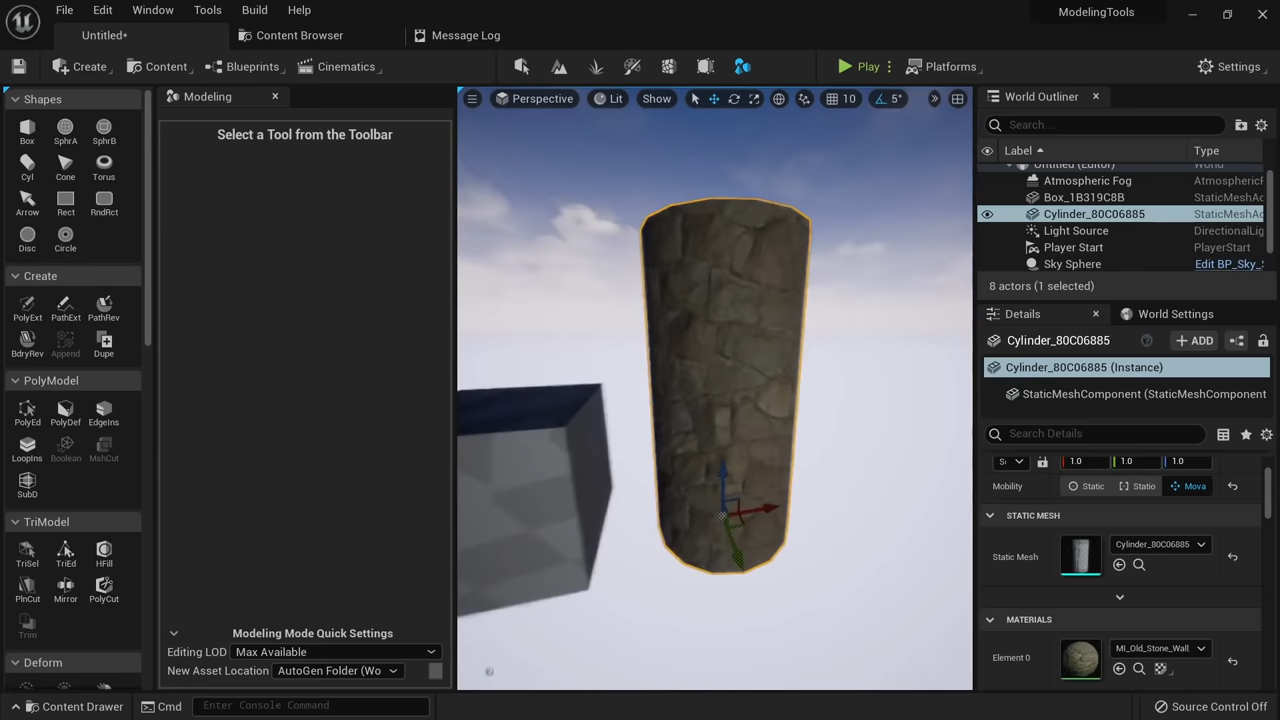 File Edit Window Tools Build Help
ModelingTools
Untitled* Content Browser Message Log
Create Content Blueprints Cinematics Play Platforms Settings
Shapes
Box SphrA SphrB
Cyl Cone Torus
Arrow Rect RndRct
Disc Circle
Create
PolyExt PathExt PathRev
BdryRev Append Dupe
PolyModel
PolyEd PolyDef EdgeIns
LoopIns Boolean MshCut
SubD
TriModel
TriSel TriEd HFill
PlnCut Mirror PolyCut
Trim
Deform
Modeling
Select a Tool from the Toolbar
Modeling Mode Quick Settings
Editing LOD Max Available
New Asset Location AutoGen Folder (Wo
Perspective Lit Show 10 5°
World Outliner
Search...
Label Type
Untitled (Editor) World
Atmospheric Fog AtmosphericF
Box_1B319C8B StaticMeshAc
Cylinder_80C06885 StaticMeshAc
Light Source DirectionalLig
Player Start PlayerStart
Sky Sphere Edit BP_Sky_S
8 actors (1 selected)
Details World Settings
Cylinder_80C06885 ADD
Cylinder_80C06885 (Instance)
StaticMeshComponent (StaticMeshComponent
Search Details
1.0 1.0 1.0
Mobility Static Statio Mova
STATIC MESH
Static Mesh Cylinder_80C06885
MATERIALS
Element 0 MI_Old_Stone_Wall
Content Drawer Cmd Enter Console Command Source Control Off